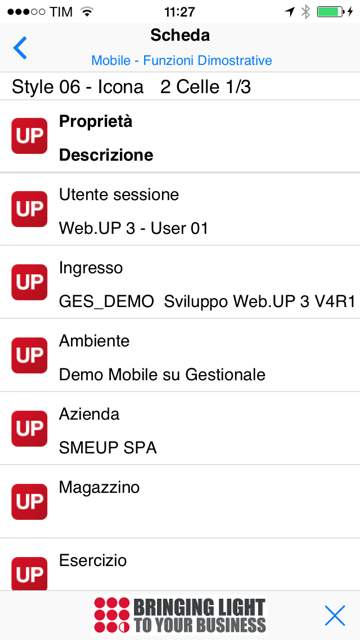 TIM 11:27
Scheda
Mobile - Funzioni Dimostrative
Style 06 - Icona 2 Celle 1/3
UP Proprietà
Descrizione
UP Utente sessione
Web.UP 3 - User 01
UP Ingresso
GES_DEMO Sviluppo Web.UP 3 V4R1
UP Ambiente
Demo Mobile su Gestionale
UP Azienda
SMEUP SPA
UP Magazzino
UP Esercizio
BRINGING LIGHT
TO YOUR BUSINESS